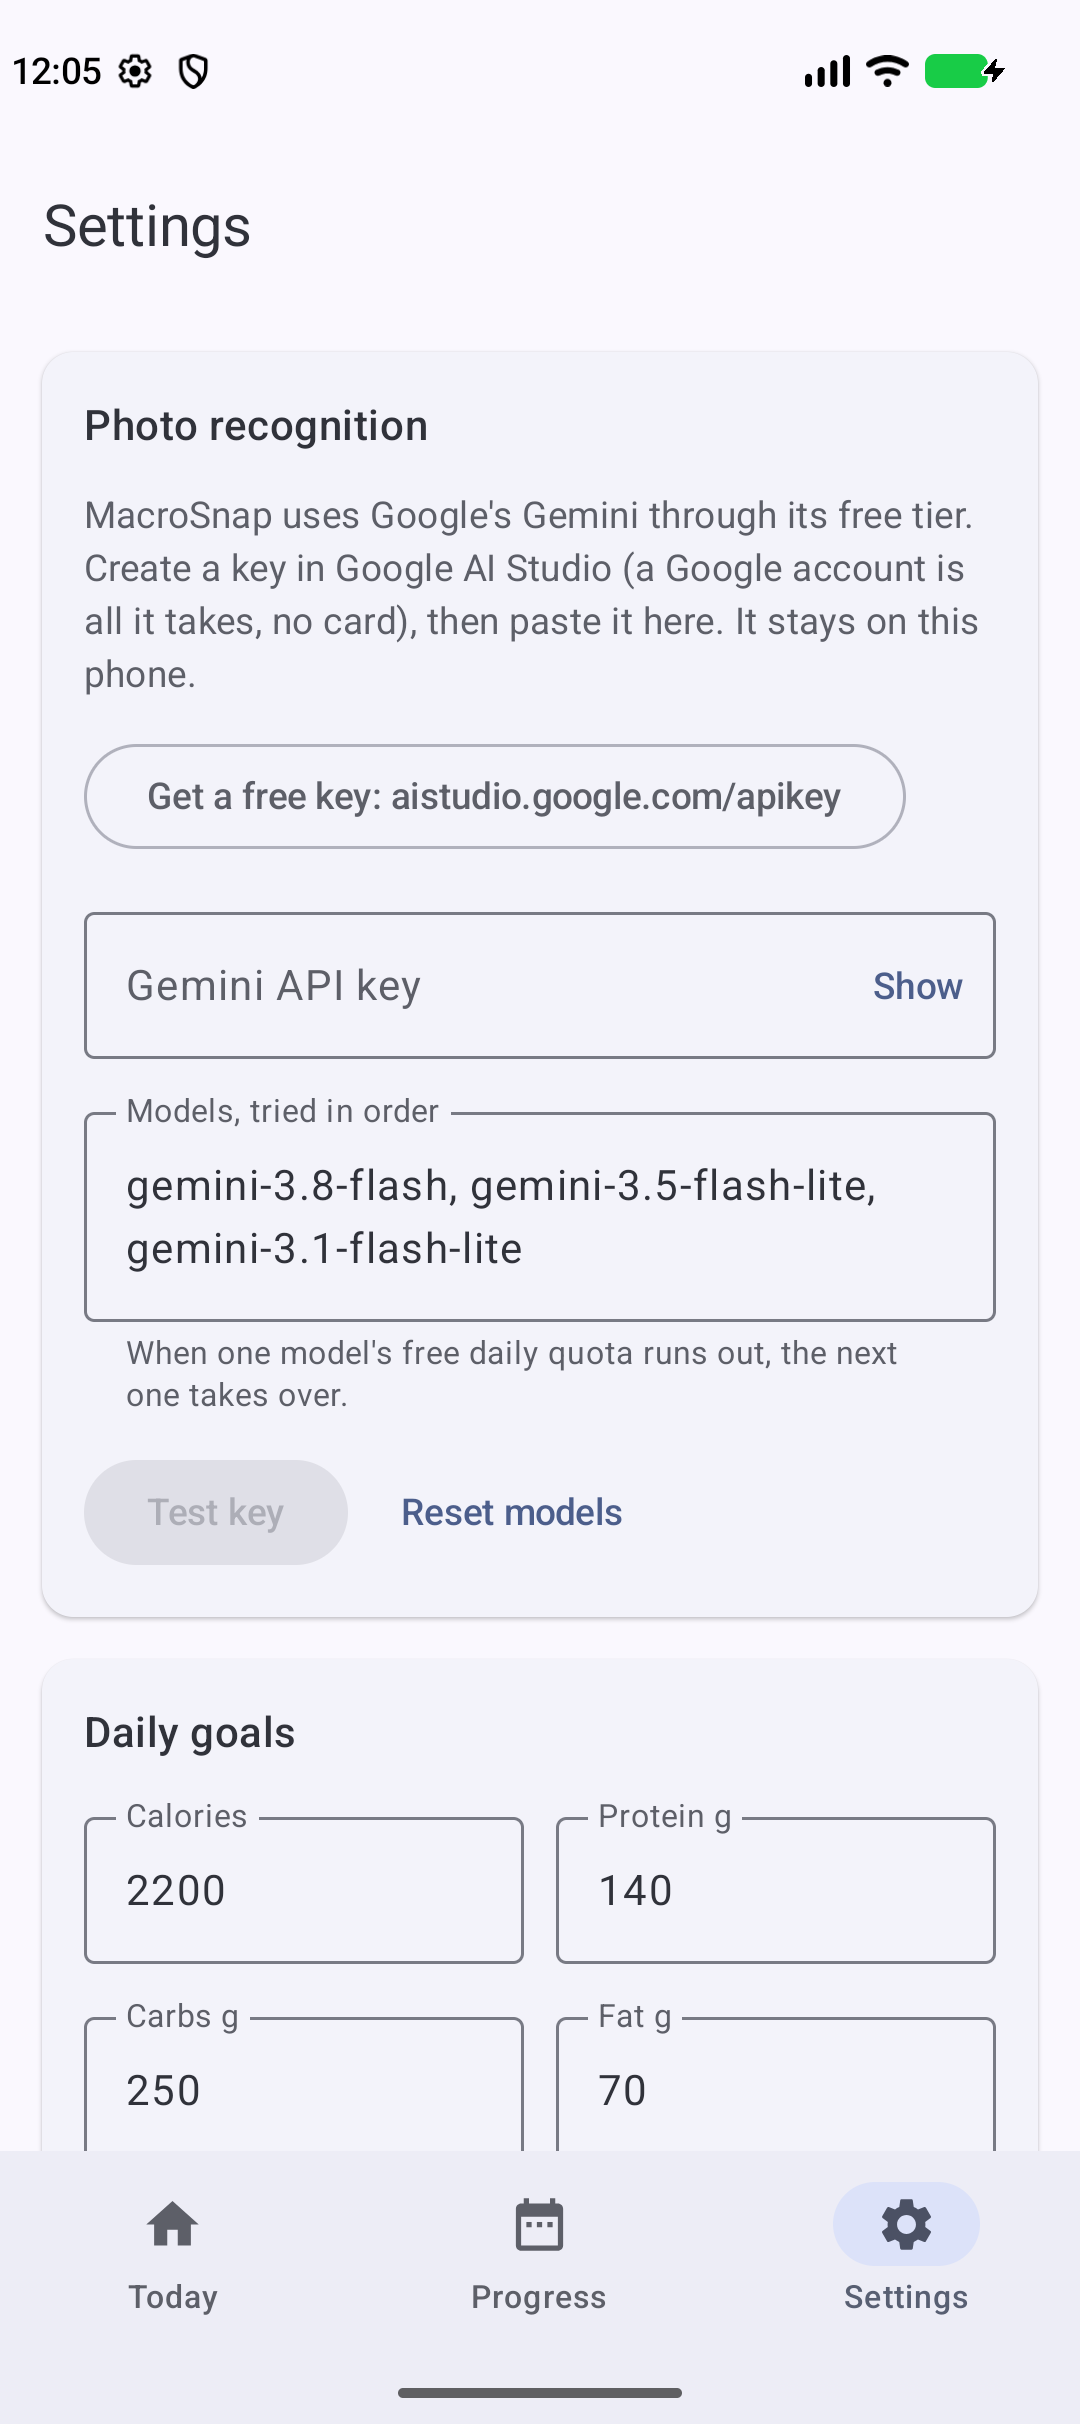 12:05
Settings
Photo recognition
MacroSnap uses Google's Gemini through its free tier.
Create a key in Google AI Studio (a Google account is
all it takes, no card), then paste it here. It stays on this
phone.
Get a free key: aistudio.google.com/apikey
Gemini API key
Show
Models, tried in order
gemini-3.8-flash, gemini-3.5-flash-lite,
gemini-3.1-flash-lite
When one model's free daily quota runs out, the next
one takes over.
Test key
Reset models
Daily goals
Calories
Protein g
2200
140
Carbs g
Fat g
250
70
Today
Progress
Settings